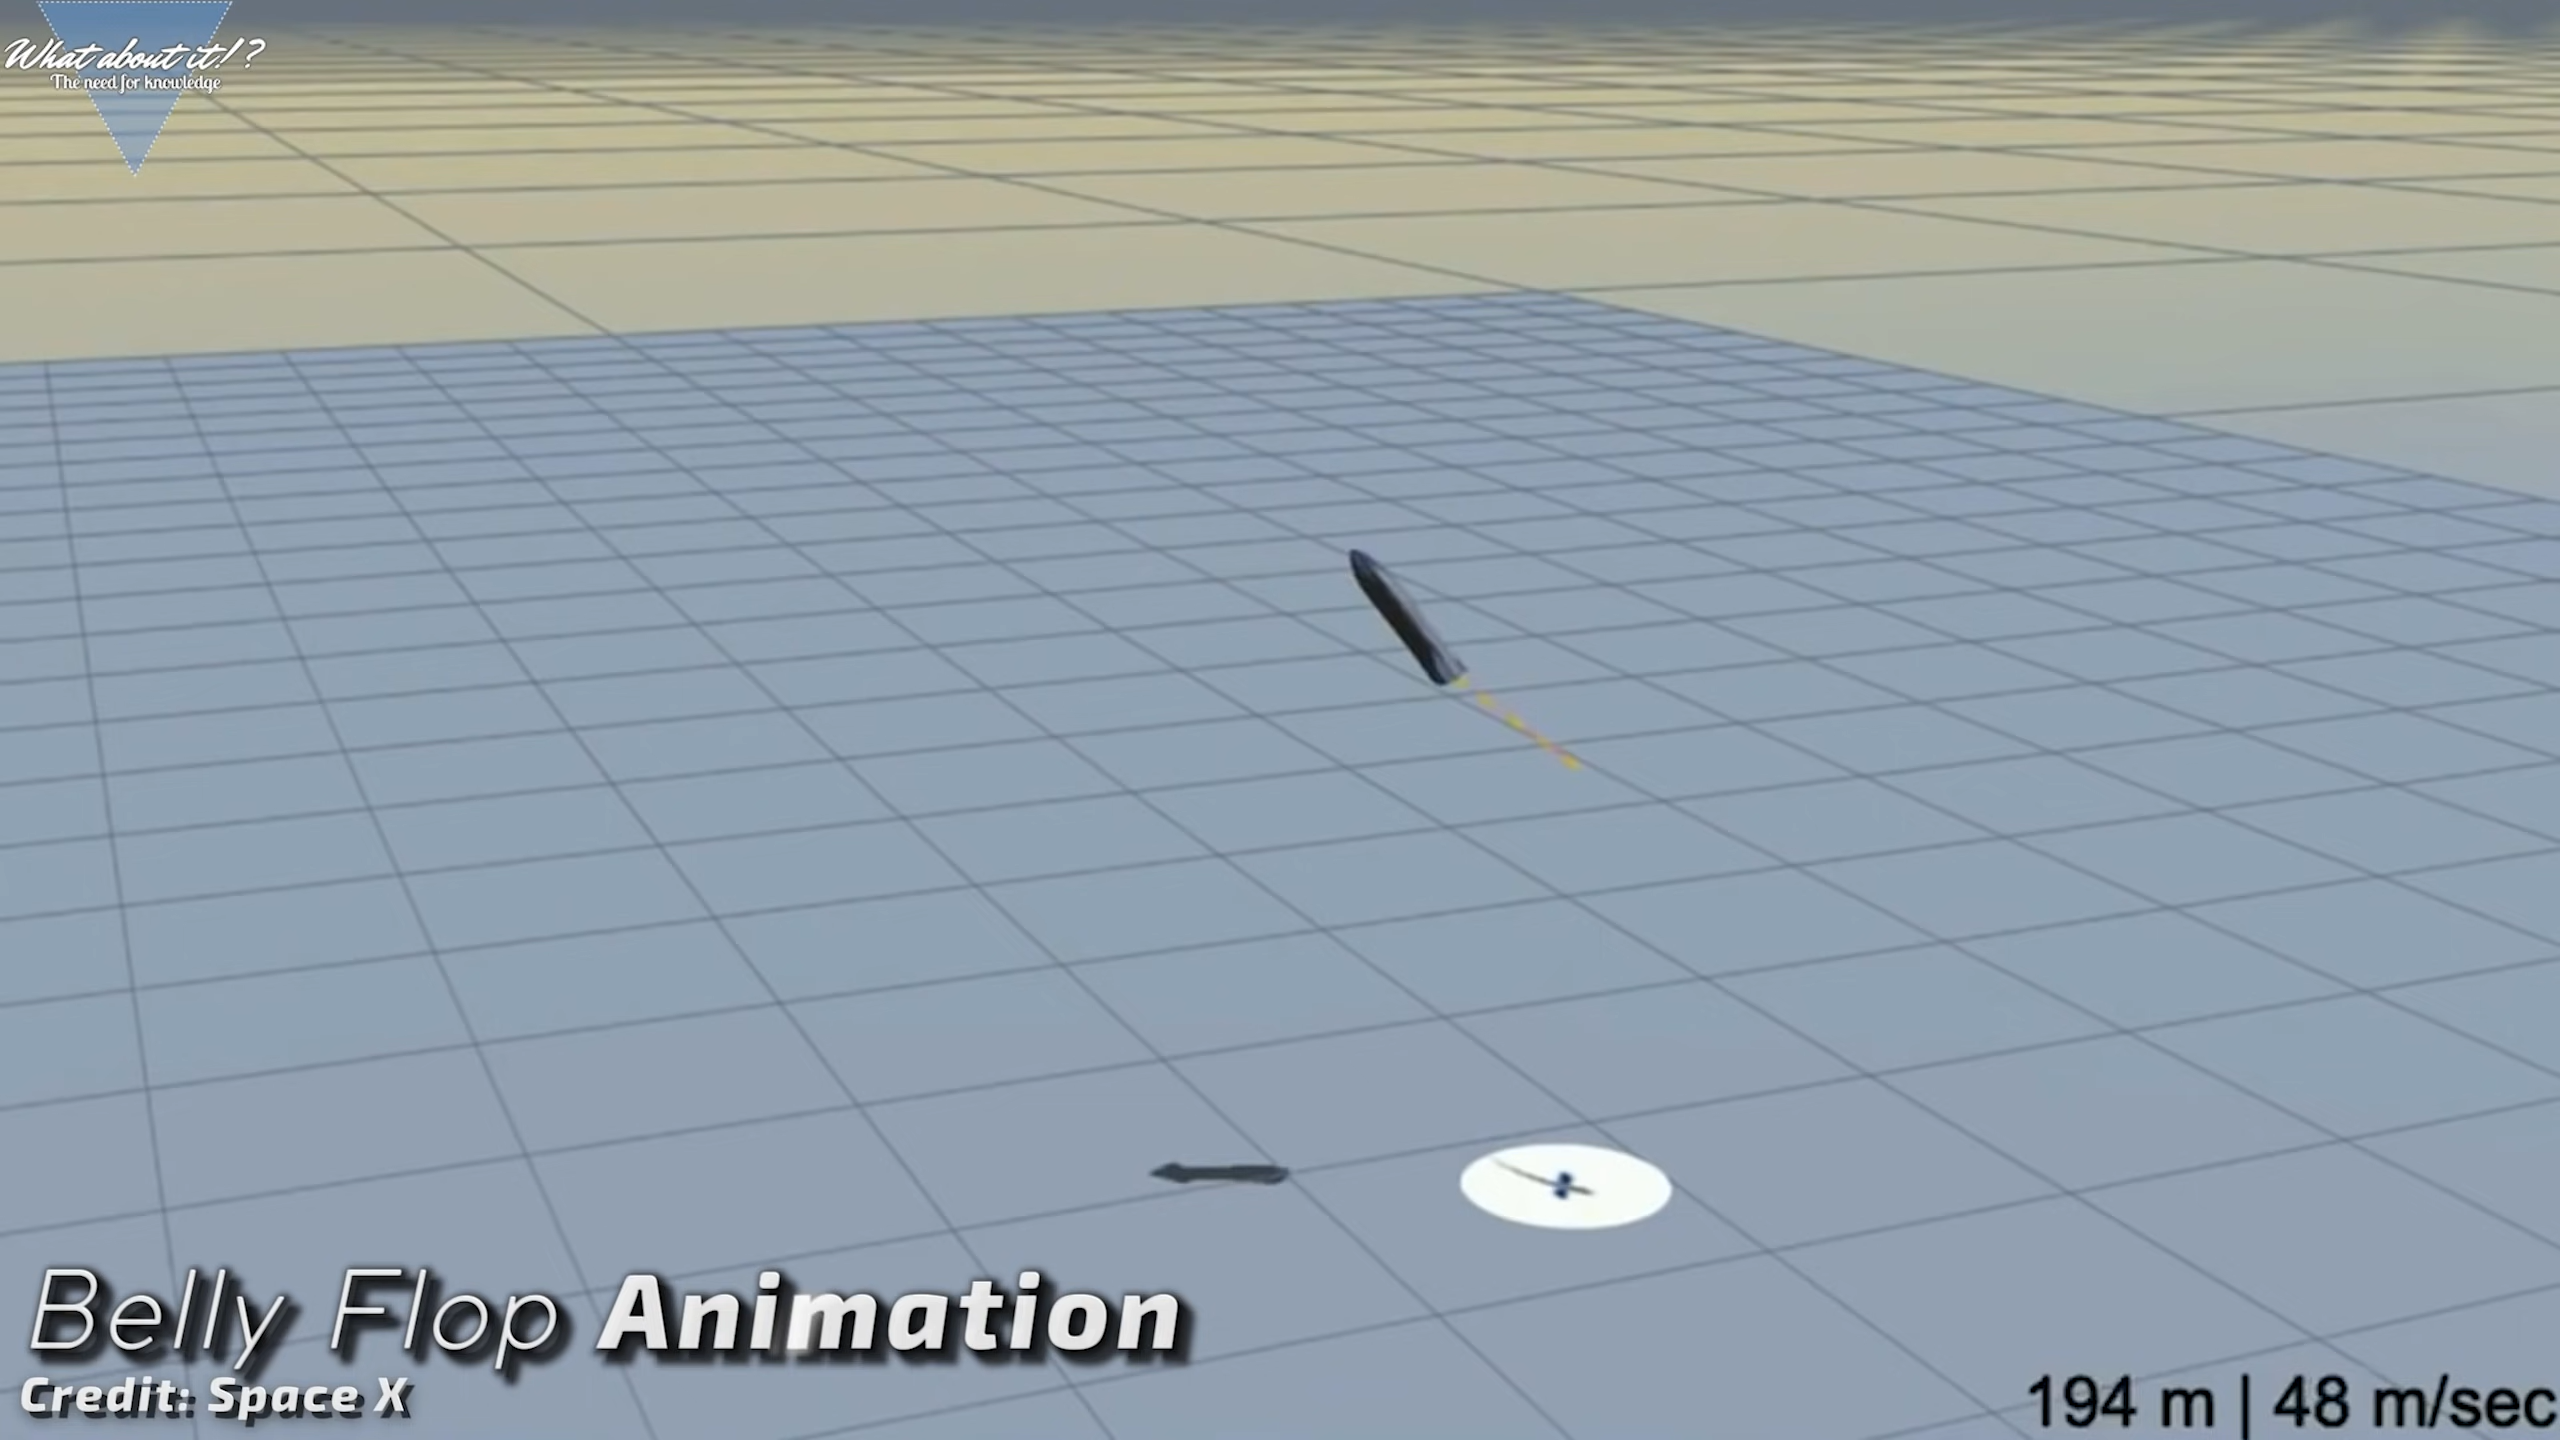 What about it!?
The need for knowledge
Belly Flop Animation
Credit: Space X
194 m | 48 m/sec